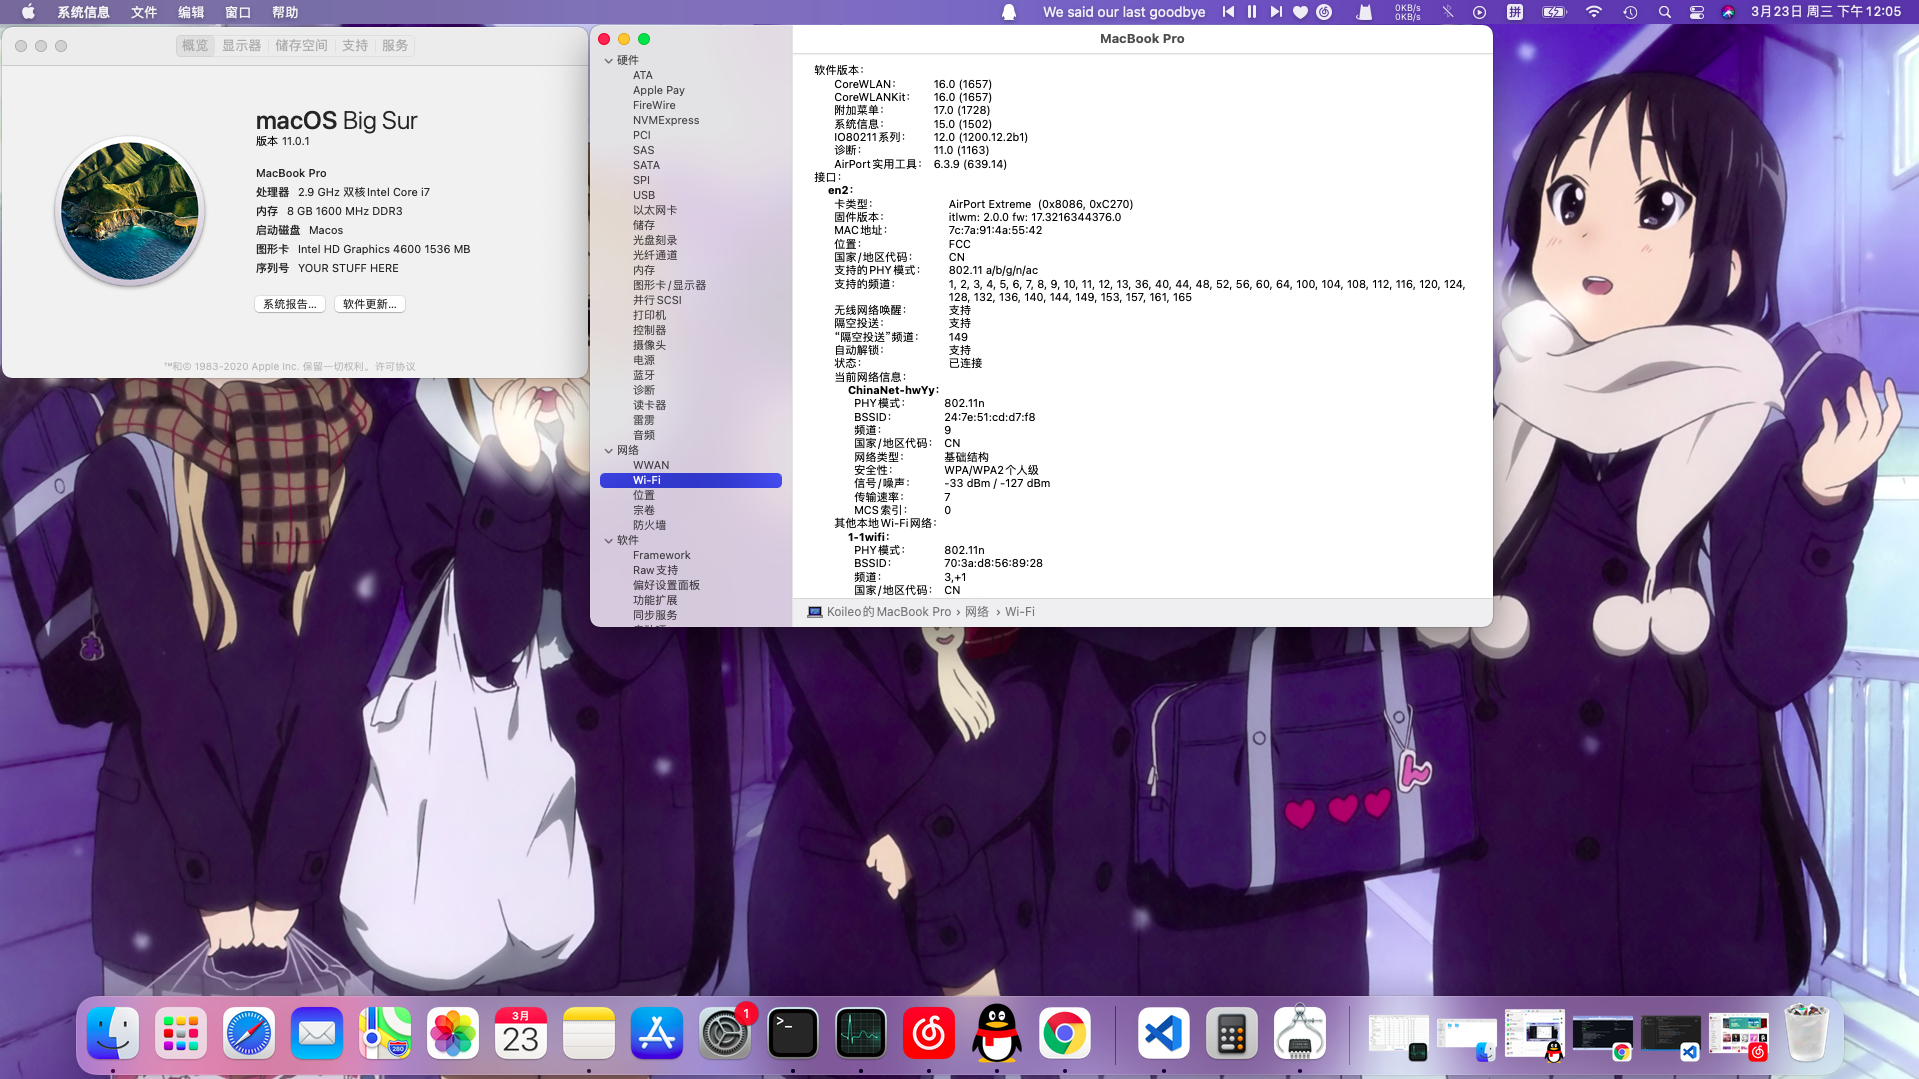 系统信息 文件 编辑 窗口 帮助
We said our last goodbye
0KB/s
0KB/s
拼
3月23日 周三 下午12:05
概览 显示器 储存空间 支持 服务
macOS Big Sur
版本 11.0.1
MacBook Pro
处理器 2.9 GHz 双核Intel Core i7
内存 8 GB 1600 MHz DDR3
启动磁盘 Macos
图形卡 Intel HD Graphics 4600 1536 MB
序列号 YOUR STUFF HERE
系统报告... 软件更新...
™和© 1983-2020 Apple Inc. 保留一切权利。许可协议
硬件
ATA
Apple Pay
FireWire
NVMExpress
PCI
SAS
SATA
SPI
USB
以太网卡
储存
光盘刻录
光纤通道
内存
图形卡/显示器
并行SCSI
打印机
控制器
摄像头
电源
蓝牙
诊断
读卡器
雷雳
音频
网络
WWAN
Wi-Fi
位置
宗卷
防火墙
软件
Framework
Raw支持
偏好设置面板
功能扩展
同步服务
MacBook Pro
软件版本:
CoreWLAN: 16.0 (1657)
CoreWLANKit: 16.0 (1657)
附加菜单: 17.0 (1728)
系统信息: 15.0 (1502)
IO80211系列: 12.0 (1200.12.2b1)
诊断: 11.0 (1163)
AirPort实用工具: 6.3.9 (639.14)
接口:
en2:
卡类型: AirPort Extreme (0x8086, 0xC270)
固件版本: itlwm: 2.0.0 fw: 17.3216344376.0
MAC地址: 7c:7a:91:4a:55:42
位置: FCC
国家/地区代码: CN
支持的PHY模式: 802.11 a/b/g/n/ac
支持的频道: 1, 2, 3, 4, 5, 6, 7, 8, 9, 10, 11, 12, 13, 36, 40, 44, 48, 52, 56, 60, 64, 100, 104, 108, 112, 116, 120, 124,
128, 132, 136, 140, 144, 149, 153, 157, 161, 165
无线网络唤醒: 支持
隔空投送: 支持
“隔空投送”频道: 149
自动解锁: 支持
状态: 已连接
当前网络信息:
ChinaNet-hwYy:
PHY模式: 802.11n
BSSID: 24:7e:51:cd:d7:f8
频道: 9
国家/地区代码: CN
网络类型: 基础结构
安全性: WPA/WPA2个人级
信号/噪声: -33 dBm / -127 dBm
传输速率: 7
MCS索引: 0
其他本地Wi-Fi网络:
1-1wifi:
PHY模式: 802.11n
BSSID: 70:3a:d8:56:89:28
频道: 3,+1
国家/地区代码: CN
Koileo的MacBook Pro › 网络 › Wi-Fi
280
3月
23
1
>_